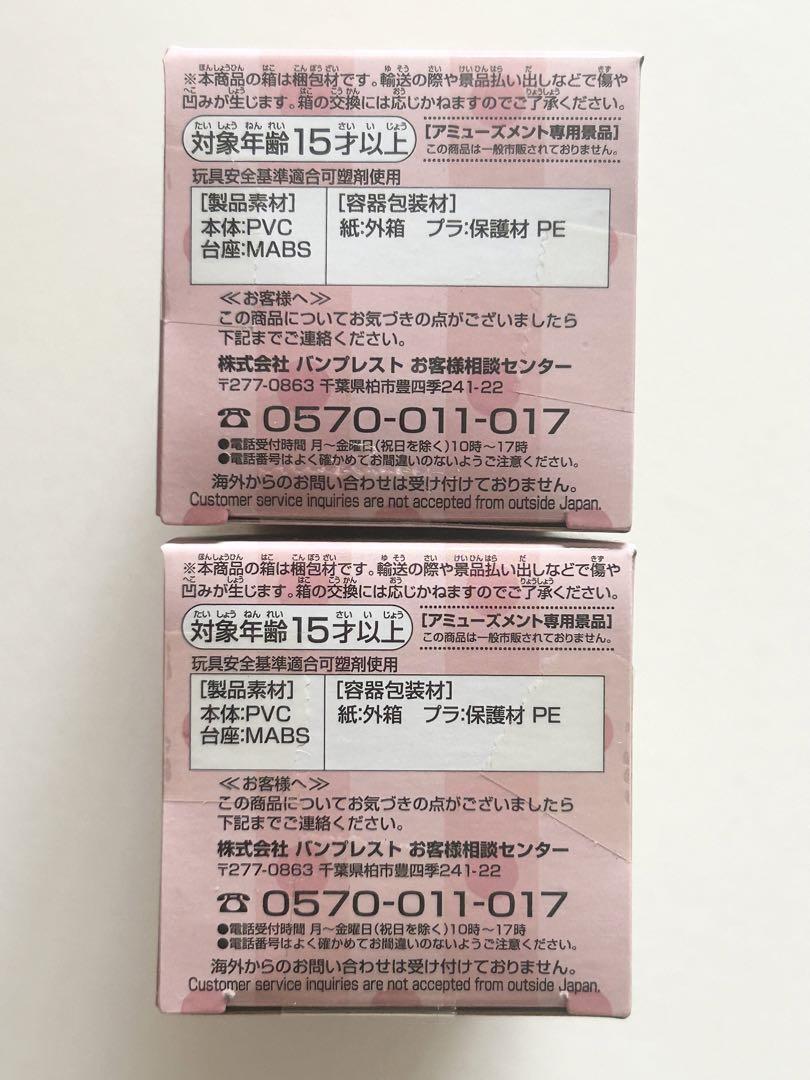 ※本商品の箱は梱包材です。輸送の際や景品払い出しなどで傷や
凹みが生じます。箱の交換には応じかねますのでご了承ください。
対象年齢15才以上
[アミューズメント専用景品]
この商品は一般市販されておりません。
玩具安全基準適合可塑剤使用
[製品素材]
本体:PVC
台座:MABS
[容器包装材]
紙:外箱 プラ:保護材 PE
≪お客様へ≫
この商品についてお気づきの点がございましたら
下記までご連絡ください。
株式会社 バンプレスト お客様相談センター
〒277-0863 千葉県柏市豊四季241-22
☎ 0570-011-017
●電話受付時間 月～金曜日(祝日を除く)10時～17時
●電話番号はよく確かめてお間違いのないようご注意ください。
海外からのお問い合わせは受け付けておりません。
Customer service inquiries are not accepted from outside Japan.
※本商品の箱は梱包材です。輸送の際や景品払い出しなどで傷や
凹みが生じます。箱の交換には応じかねますのでご了承ください。
対象年齢15才以上
[アミューズメント専用景品]
この商品は一般市販されておりません。
玩具安全基準適合可塑剤使用
[製品素材]
本体:PVC
台座:MABS
[容器包装材]
紙:外箱 プラ:保護材 PE
≪お客様へ≫
この商品についてお気づきの点がございましたら
下記までご連絡ください。
株式会社 バンプレスト お客様相談センター
〒277-0863 千葉県柏市豊四季241-22
☎ 0570-011-017
●電話受付時間 月～金曜日(祝日を除く)10時～17時
●電話番号はよく確かめてお間違いのないようご注意ください。
海外からのお問い合わせは受け付けておりません。
Customer service inquiries are not accepted from outside Japan.